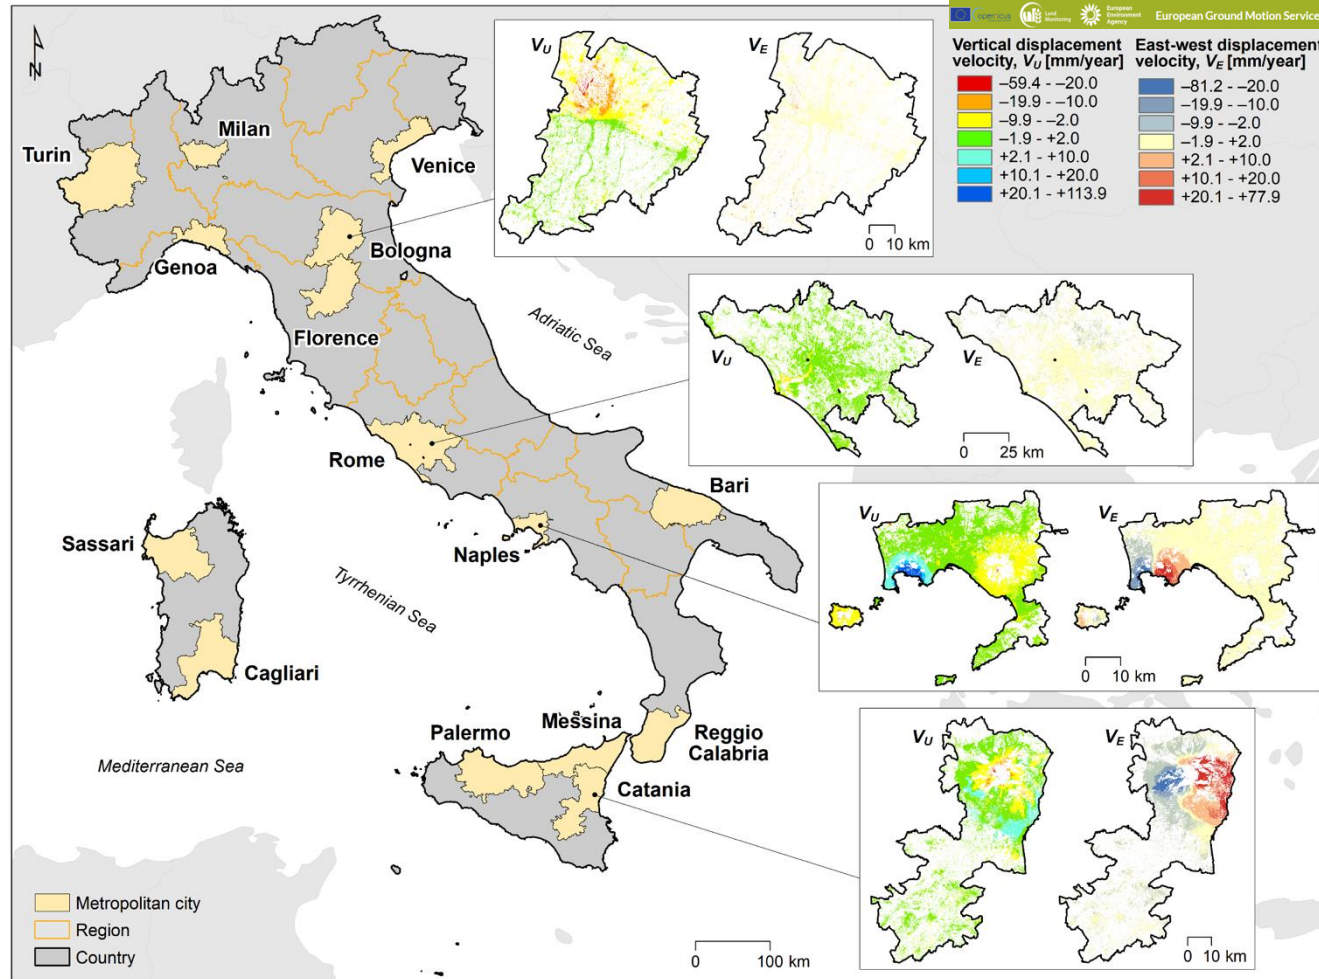 opernicus
Land
Monitoring
European
Environment
Agency
European Ground Motion Service
Vertical displacement
velocity, VU [mm/year]
–59.4 - –20.0
–19.9 - –10.0
–9.9 - –2.0
–1.9 - +2.0
+2.1 - +10.0
+10.1 - +20.0
+20.1 - +113.9
East-west displacement
velocity, VE [mm/year]
–81.2 - –20.0
–19.9 - –10.0
–9.9 - –2.0
–1.9 - +2.0
+2.1 - +10.0
+10.1 - +20.0
+20.1 - +77.9
N
VU
VE
0 10 km
Turin
Milan
Venice
Genoa
Bologna
Florence
Adriatic Sea
VU
VE
0 25 km
Rome
Bari
Naples
Sassari
Cagliari
Tyrrhenian Sea
VU
VE
0 10 km
Mediterranean Sea
Palermo
Messina
Reggio
Calabria
Catania
VU
VE
0 10 km
Metropolitan city
Region
Country
0 100 km